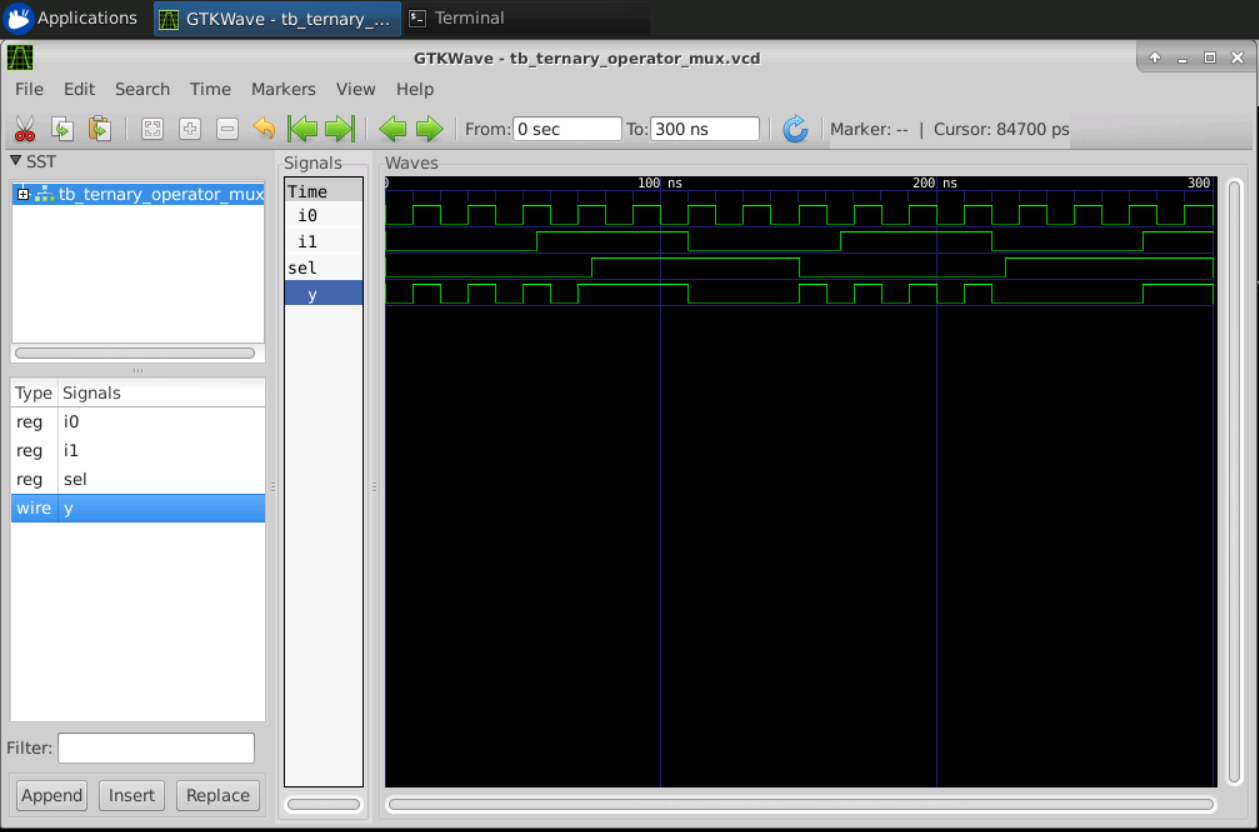 Applications GTKWave - tb_ternary_... Terminal
GTKWave - tb_ternary_operator_mux.vcd
File Edit Search Time Markers View Help
From: 0 sec To: 300 ns Marker: -- | Cursor: 84700 ps
SST
tb_ternary_operator_mux
Type Signals
reg i0
reg i1
reg sel
wire y
Filter:
Append Insert Replace
Signals
Time
i0
i1
sel
y
Waves
0 100 ns 200 ns 300